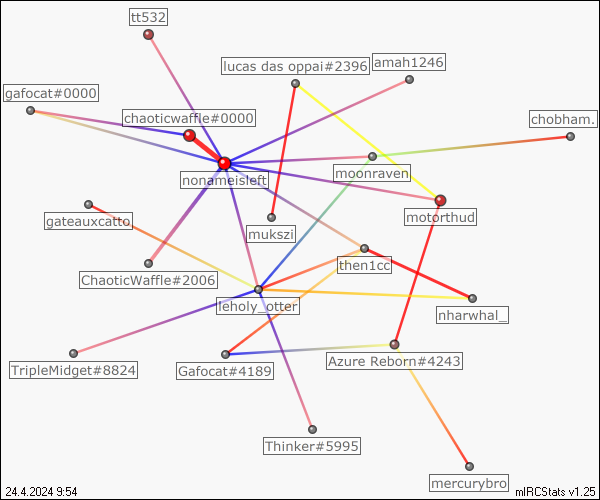 tt532
lucas das oppai#2396
amah1246
gafocat#0000
chaoticwaffle#0000
chobham.
moonraven
nonameisleft
gateauxcatto
motorthud
mukszi
then1cc
ChaoticWaffle#2006
leholy_otter
nharwhal_
TripleMidget#8824
Gafocat#4189
Azure Reborn#4243
Thinker#5995
mercurybro
24.4.2024 9:54
mIRCStats v1.25